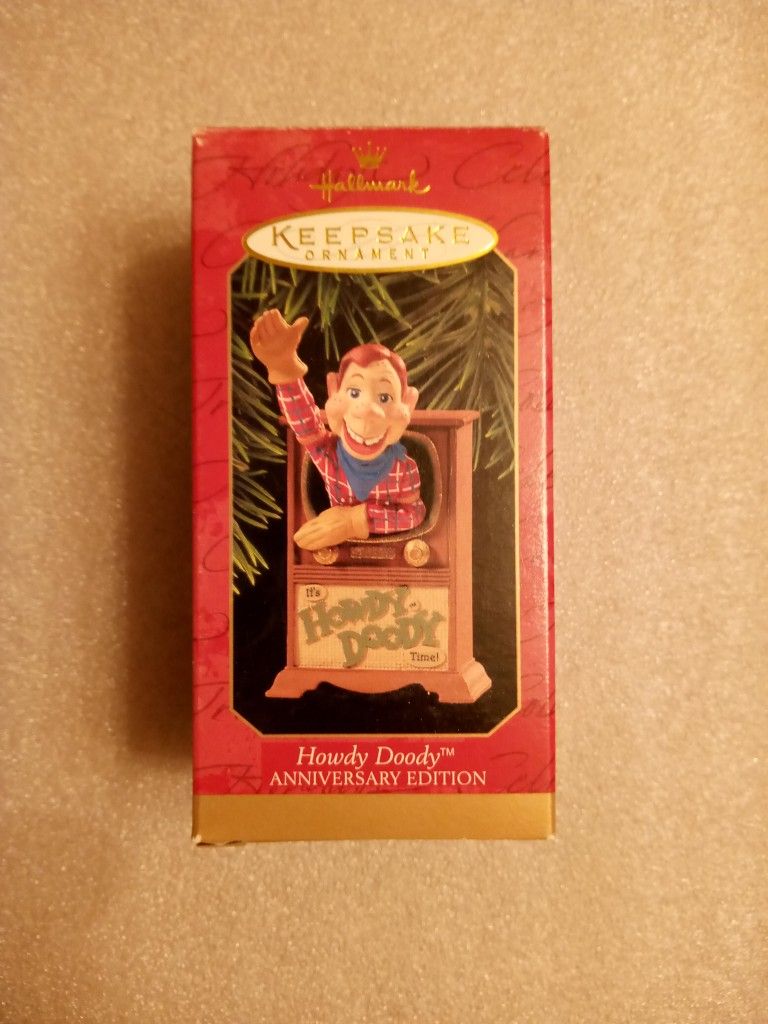 Hallmark
KEEPSAKE
ORNAMENT
It's
HOWDY
DOODY
Time!
Howdy Doody™
ANNIVERSARY EDITION